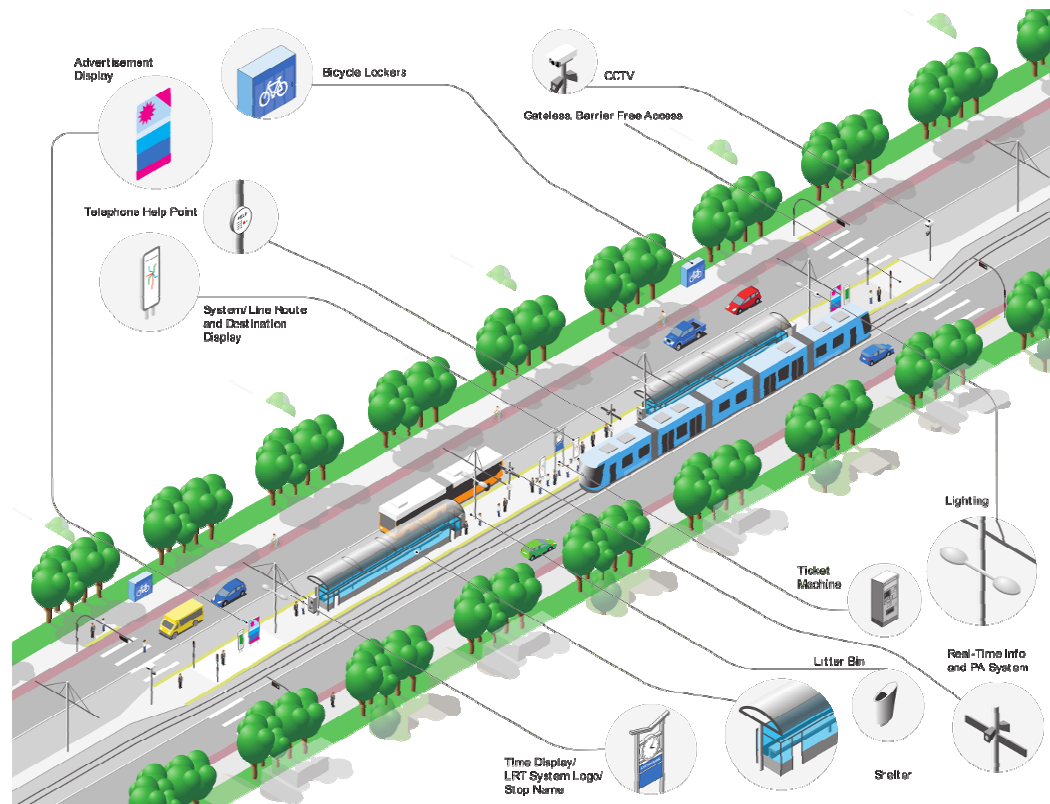 Advertisement
Display
Bicycle Lockers
CCTV
Gateless, Barrier Free Access
Telephone Help Point
HELP
System/Line Route
and Destination
Display
Lighting
Ticket
Machine
Litter Bin
Real-Time Info
and PA System
Shelter
Time Display/
LRT System Logo/
Stop Name